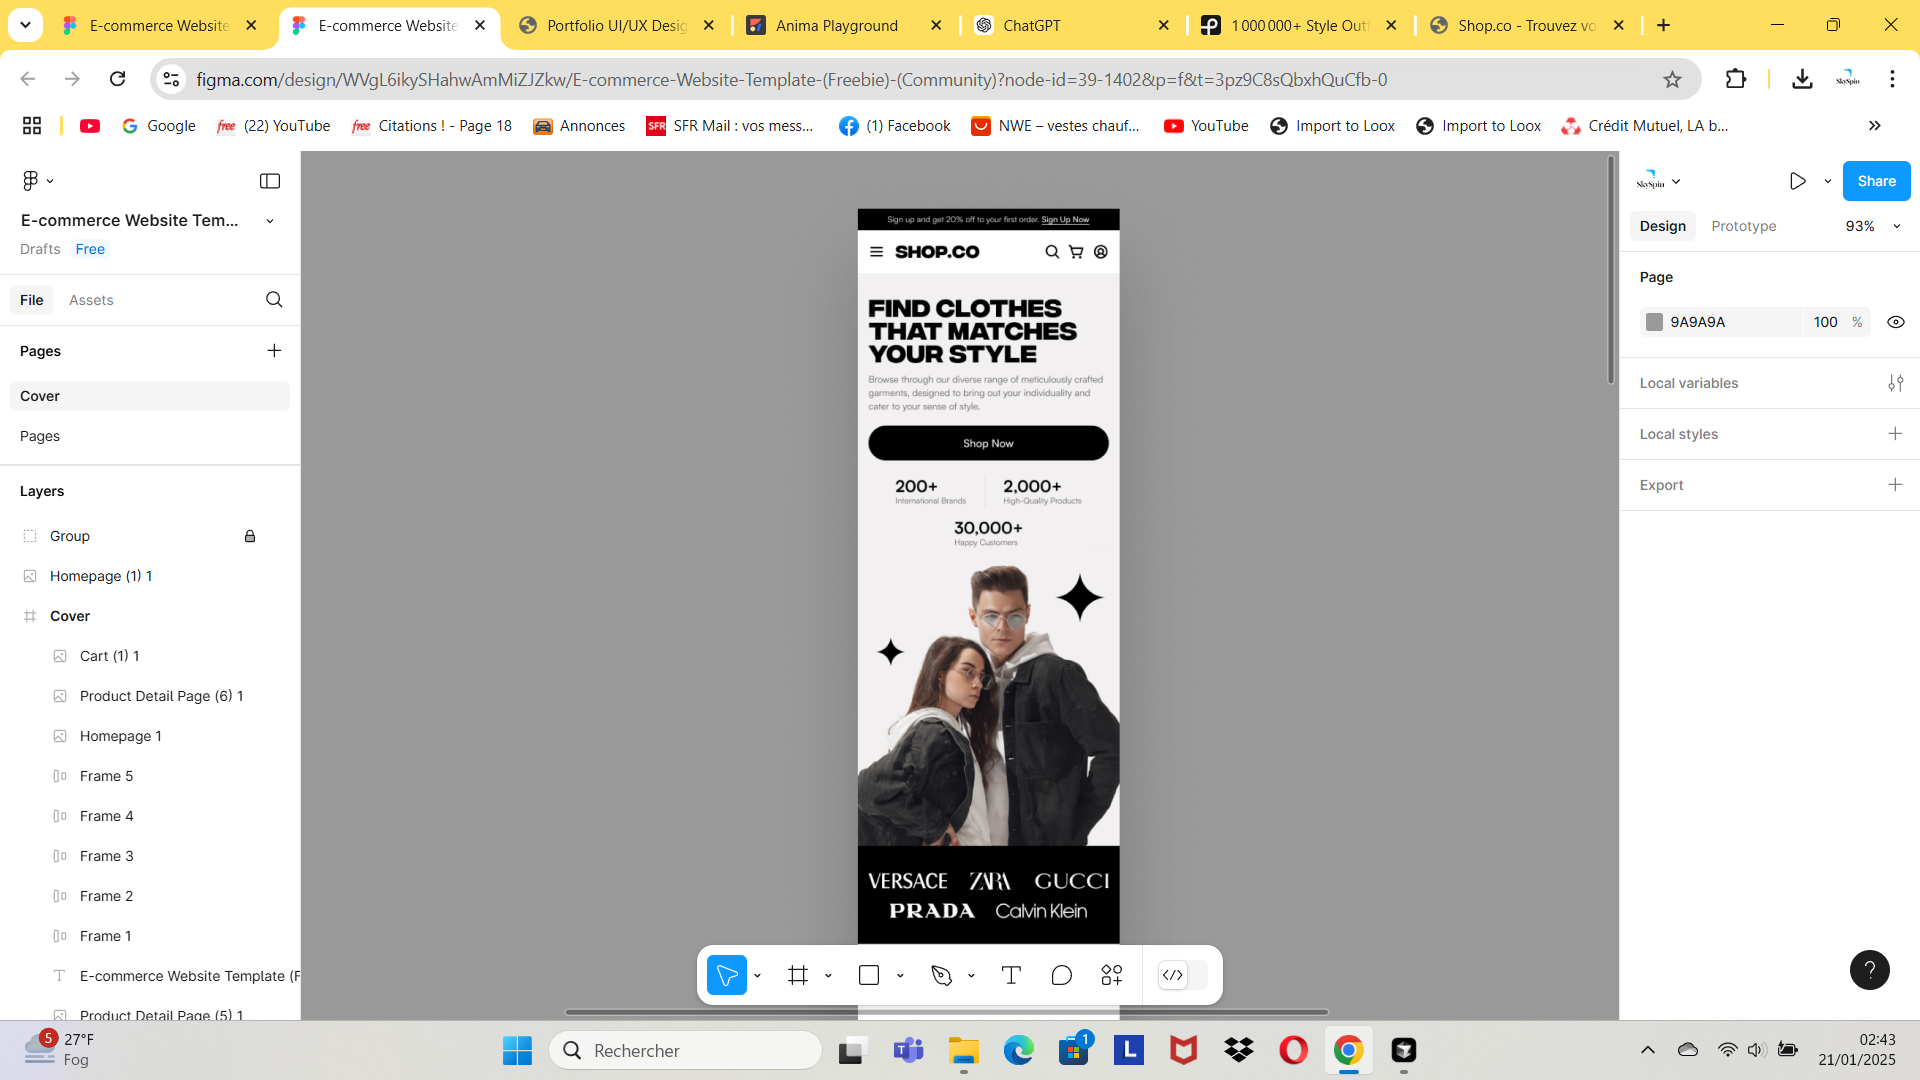 E-commerce Website
E-commerce Website
Portfolio UI/UX Desig
Anima Playground
ChatGPT
1 000 000+ Style Outf
Shop.co - Trouvez vo
figma.com/design/WVgL6ikySHahwAmMiZJZkw/E-commerce-Website-Template-(Freebie)-(Community)?node-id=39-1402&p=f&t=3pz9C8sQbxhQuCfb-0
Google
(22) YouTube
Citations ! - Page 18
Annonces
SFR Mail : vos mess...
(1) Facebook
NWE – vestes chauf...
YouTube
Import to Loox
Import to Loox
Crédit Mutuel, LA b...
E-commerce Website Tem...
Drafts Free
File Assets
Pages
Cover
Pages
Layers
Group
Homepage (1) 1
Cover
Cart (1) 1
Product Detail Page (6) 1
Homepage 1
Frame 5
Frame 4
Frame 3
Frame 2
Frame 1
E-commerce Website Template (F
Product Detail Page (5) 1
Sign up and get 20% off to your first order. Sign Up Now
SHOP.CO
FIND CLOTHES
THAT MATCHES
YOUR STYLE
Browse through our diverse range of meticulously crafted
garments, designed to bring out your individuality and
cater to your sense of style.
Shop Now
200+
International Brands
2,000+
High-Quality Products
30,000+
Happy Customers
VERSACE ZARA GUCCI
PRADA Calvin Klein
SkySpin
Share
Design Prototype 93%
Page
9A9A9A 100 %
Local variables
Local styles
Export
?
5
27°F
Fog
Rechercher
1
02:43
21/01/2025